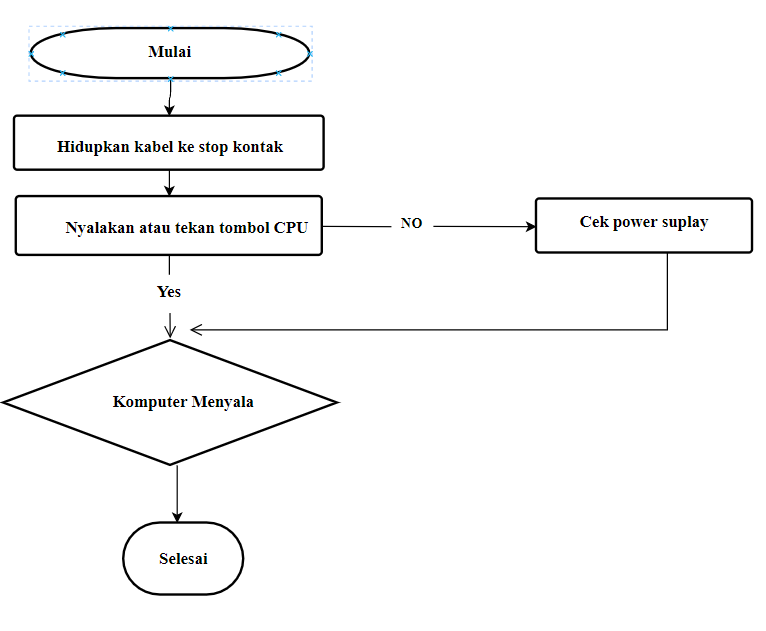 Mulai
Hidupkan kabel ke stop kontak
Nyalakan atau tekan tombol CPU
NO
Cek power suplay
Yes
Komputer Menyala
Selesai